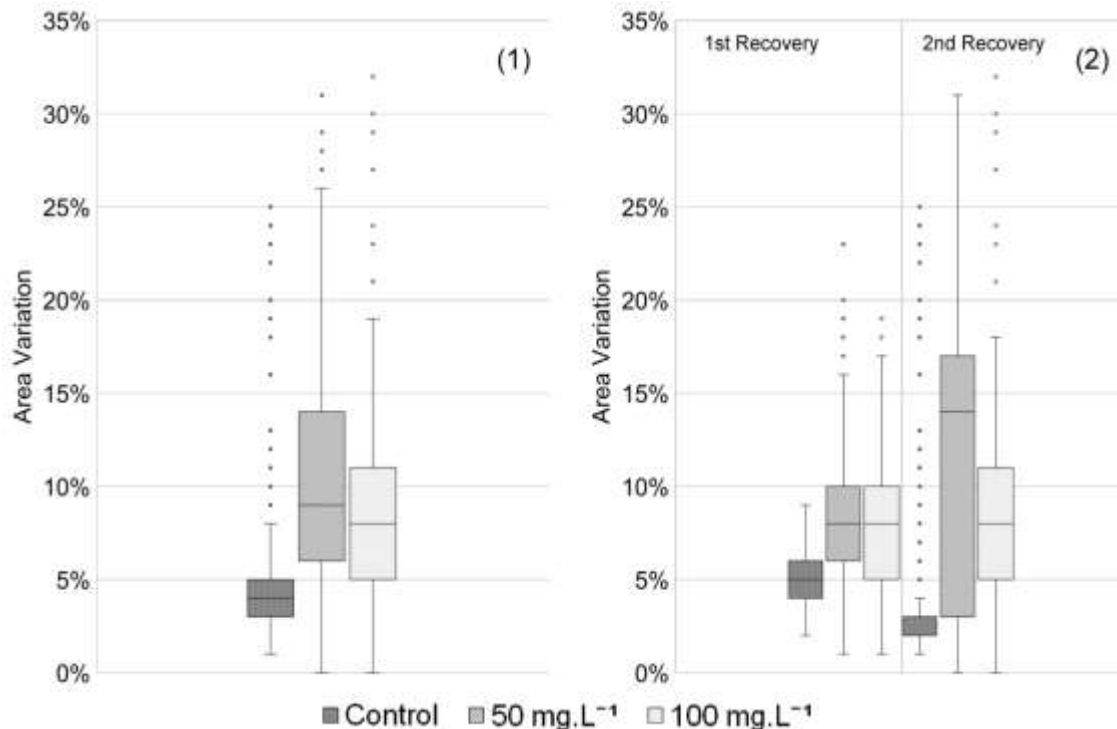 35%
30%
25%
20%
15%
10%
5%
0%
Area Variation
(1)
35%
30%
25%
20%
15%
10%
5%
0%
Area Variation
1st Recovery
2nd Recovery
(2)
Control
50 mg.L⁻¹
100 mg.L⁻¹